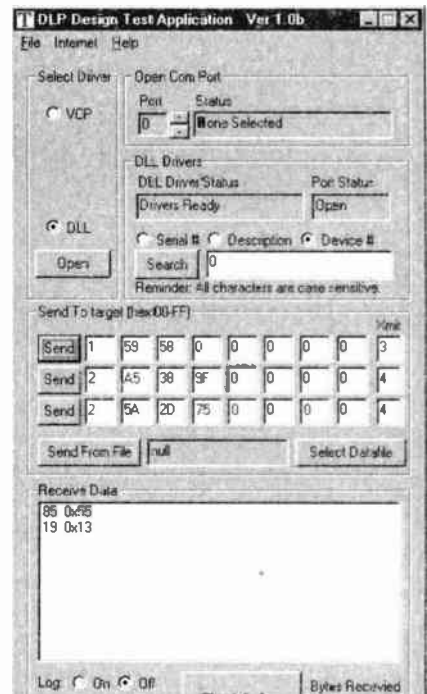 DLP Design Test Application Ver 1.0b
File Internet Help
Select Driver
VCP
DLL
Open
Open Com Port
Port Status
0 None Selected
DLL Drivers
DLL Driver Status Port Status
Drivers Ready Open
Serial # Description Device #
Search 0
Reminder: All characters are case sensitive.
Send To target (hex 00-FF)
Xmit
Send 1 59 58 0 0 0 0 0 3
Send 2 A5 38 9F 0 0 0 0 4
Send 2 5A 2D 75 0 0 0 0 4
Send From File null Select Datafile
Receive Data
85 0x55
19 0x13
Log: On Off
Bytes Recevied